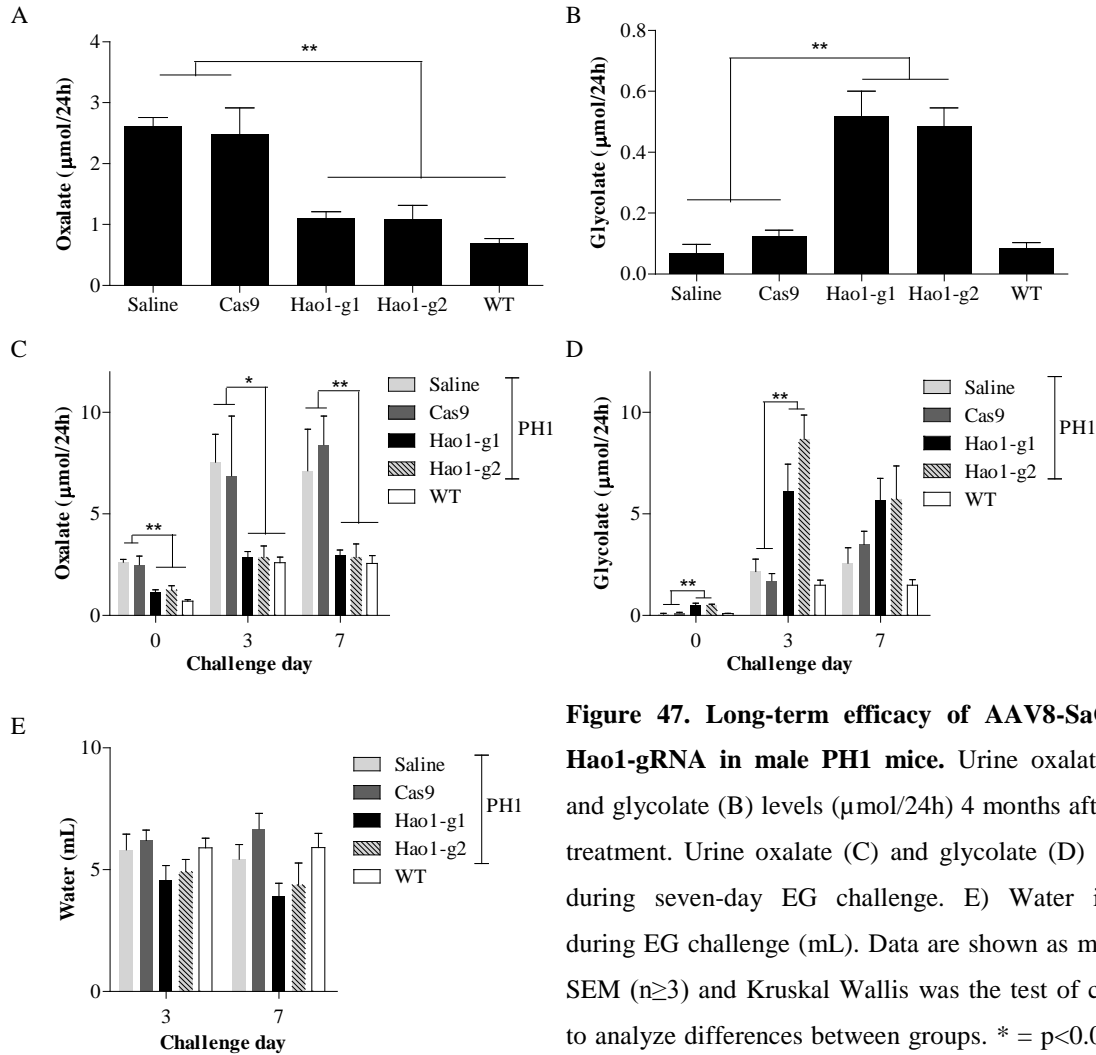 A
4
3
2
1
0
Oxalate (µmol/24h)
**
Saline Cas9 Hao1-g1 Hao1-g2 WT
B
0.8
0.6
0.4
0.2
0.0
Glycolate (µmol/24h)
**
Saline Cas9 Hao1-g1 Hao1-g2 WT
C
10
5
0
Oxalate (µmol/24h)
**
*
**
0 3 7
Challenge day
Saline
Cas9
Hao1-g1
Hao1-g2
WT
PH1
D
10
5
0
Glycolate (µmol/24h)
**
**
0 3 7
Challenge day
Saline
Cas9
Hao1-g1
Hao1-g2
WT
PH1
E
10
5
0
Water (mL)
3 7
Challenge day
Saline
Cas9
Hao1-g1
Hao1-g2
WT
PH1
Figure 47. Long-term efficacy of AAV8-SaC
Hao1-gRNA in male PH1 mice. Urine oxalat
and glycolate (B) levels (µmol/24h) 4 months aft
treatment. Urine oxalate (C) and glycolate (D)
during seven-day EG challenge. E) Water i
during EG challenge (mL). Data are shown as m
SEM (n≥3) and Kruskal Wallis was the test of c
to analyze differences between groups. * = p<0.0